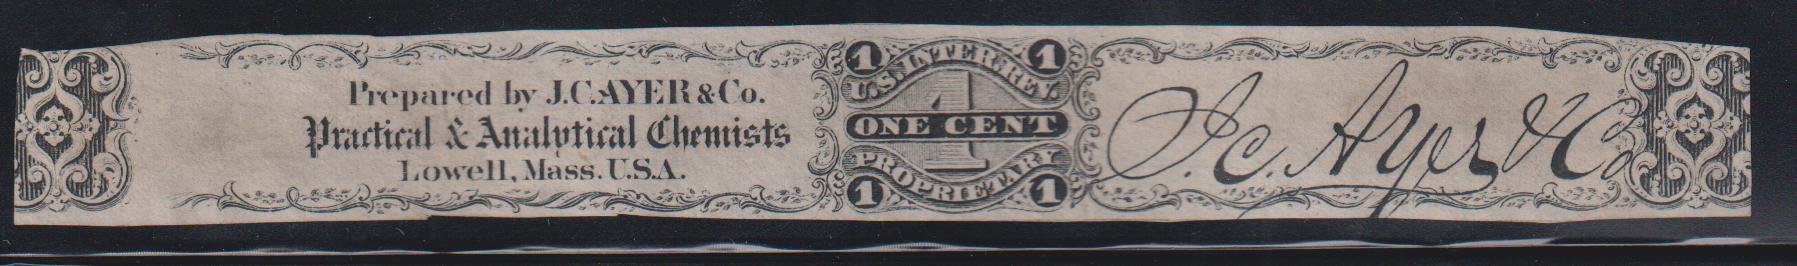 Prepared by J.C.AYER & Co.
Practical & Analytical Chemists
Lowell, Mass. U.S.A.
1 1
U.S. INTER. REV.
1
ONE CENT
PROPRIETARY
1 1
J.C. Ayer & Co